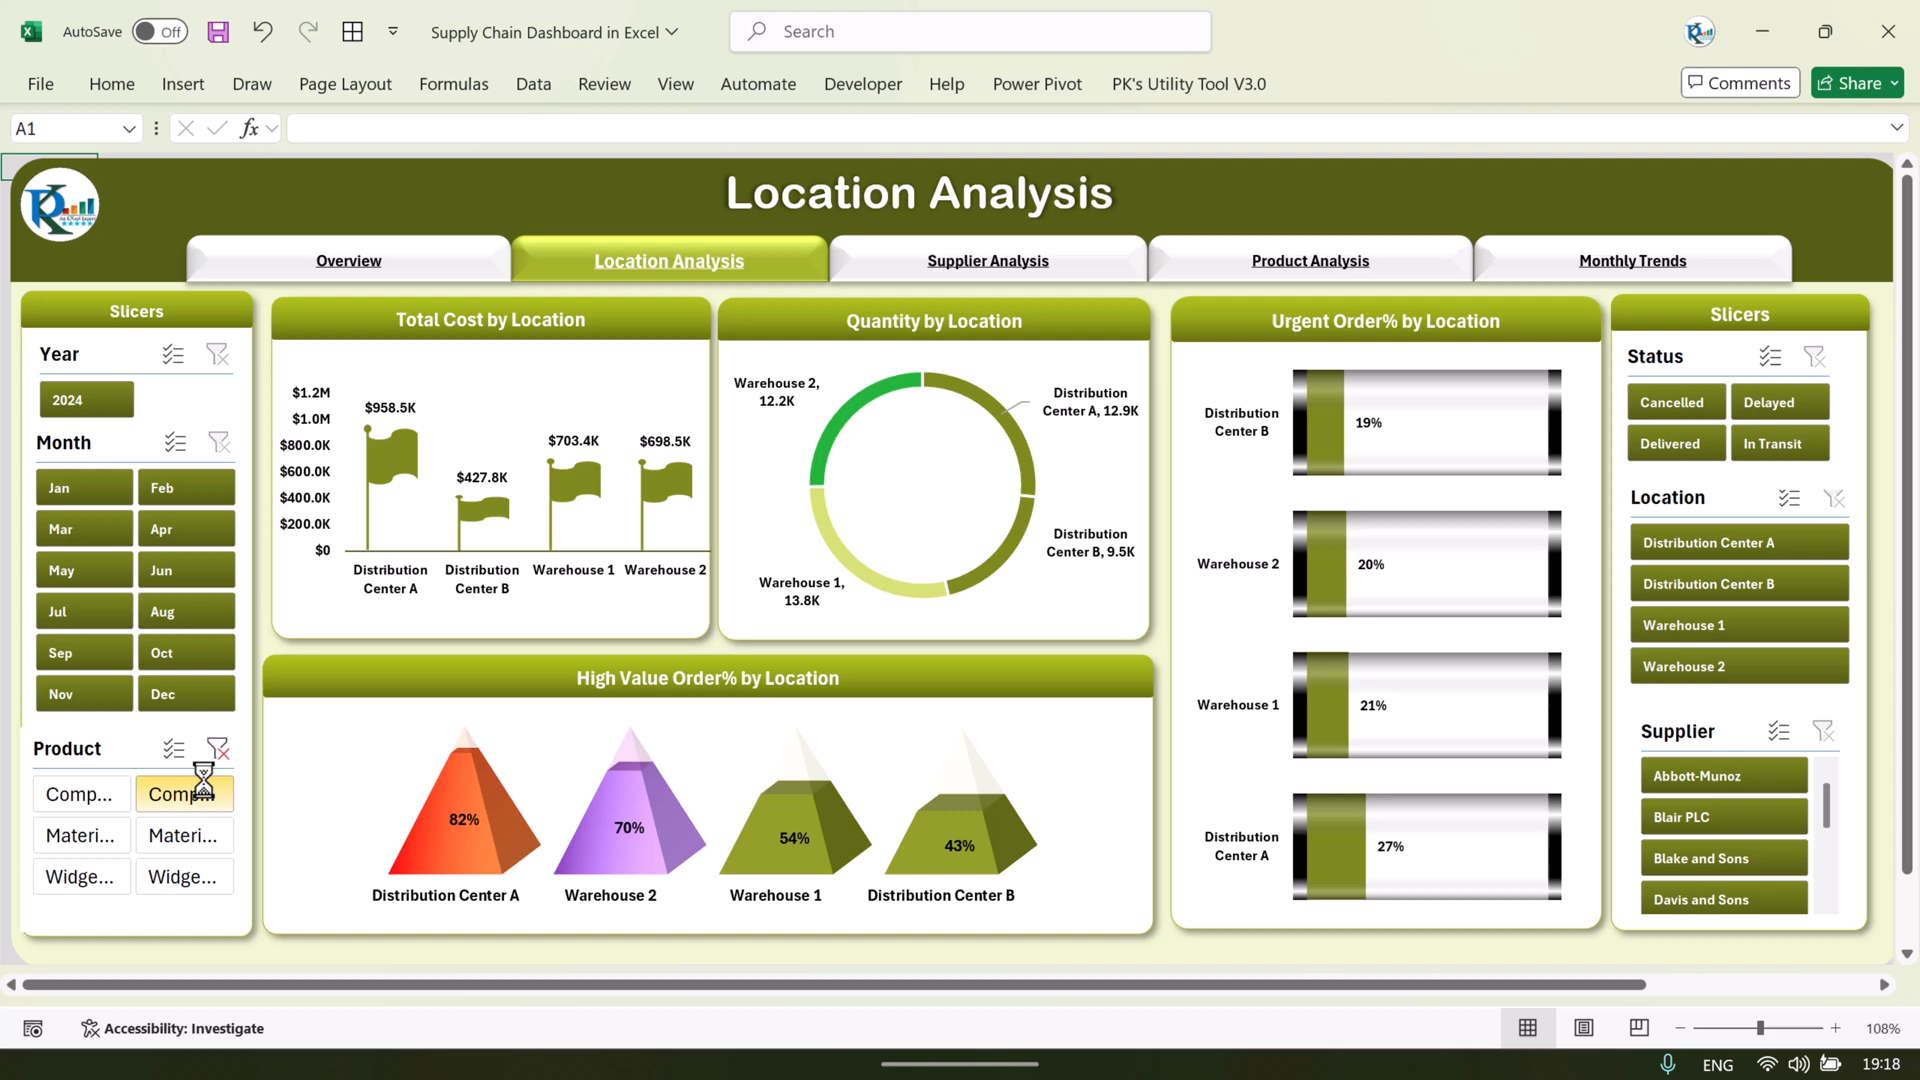 AutoSave Off Supply Chain Dashboard in Excel Search
File Home Insert Draw Page Layout Formulas Data Review View Automate Developer Help Power Pivot PK's Utility Tool V3.0 Comments Share
A1 fx
Location Analysis
Overview Location Analysis Supplier Analysis Product Analysis Monthly Trends
Slicers
Year
2024
Month
Jan Feb
Mar Apr
May Jun
Jul Aug
Sep Oct
Nov Dec
Product
Comp... Comp...
Materi... Materi...
Widge... Widge...
Total Cost by Location
$1.2M
$1.0M
$800.0K
$600.0K
$400.0K
$200.0K
$0
$958.5K
$427.8K
$703.4K
$698.5K
Distribution Center A
Distribution Center B
Warehouse 1
Warehouse 2
Quantity by Location
Warehouse 2,
12.2K
Distribution
Center A, 12.9K
Distribution
Center B, 9.5K
Warehouse 1,
13.8K
High Value Order% by Location
82%
70%
54%
43%
Distribution Center A
Warehouse 2
Warehouse 1
Distribution Center B
Urgent Order% by Location
Distribution
Center B
19%
Warehouse 2
20%
Warehouse 1
21%
Distribution
Center A
27%
Slicers
Status
Cancelled Delayed
Delivered In Transit
Location
Distribution Center A
Distribution Center B
Warehouse 1
Warehouse 2
Supplier
Abbott-Munoz
Blair PLC
Blake and Sons
Davis and Sons
Accessibility: Investigate
108%
ENG 19:18